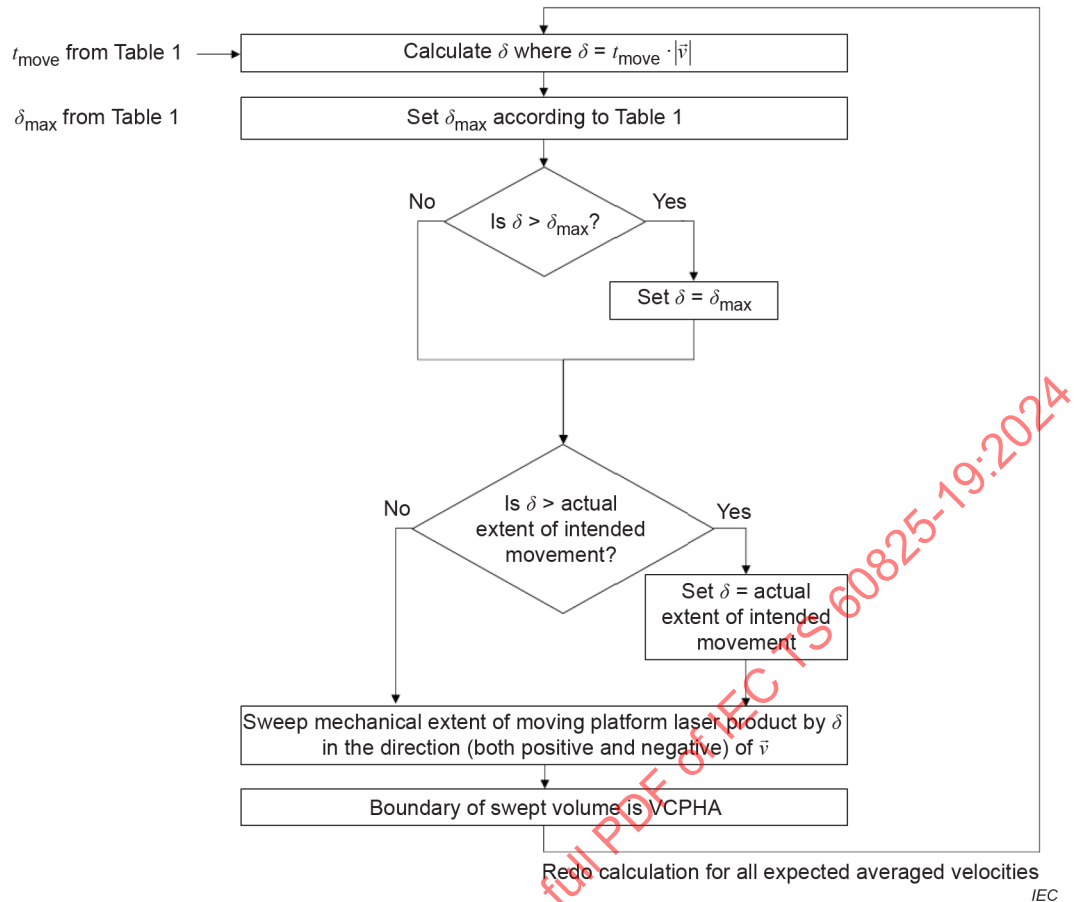 t_move from Table 1
Calculate δ where δ = t_move · |v⃗|
δ_max from Table 1
Set δ_max according to Table 1
No
Yes
Is δ > δ_max?
Set δ = δ_max
No
Yes
Is δ > actual
extent of intended
movement?
Set δ = actual
extent of intended
movement
Sweep mechanical extent of moving platform laser product by δ
in the direction (both positive and negative) of v⃗
Boundary of swept volume is VCPHA
Redo calculation for all expected averaged velocities
IEC
full PDF of IEC TS 60825-19:2024